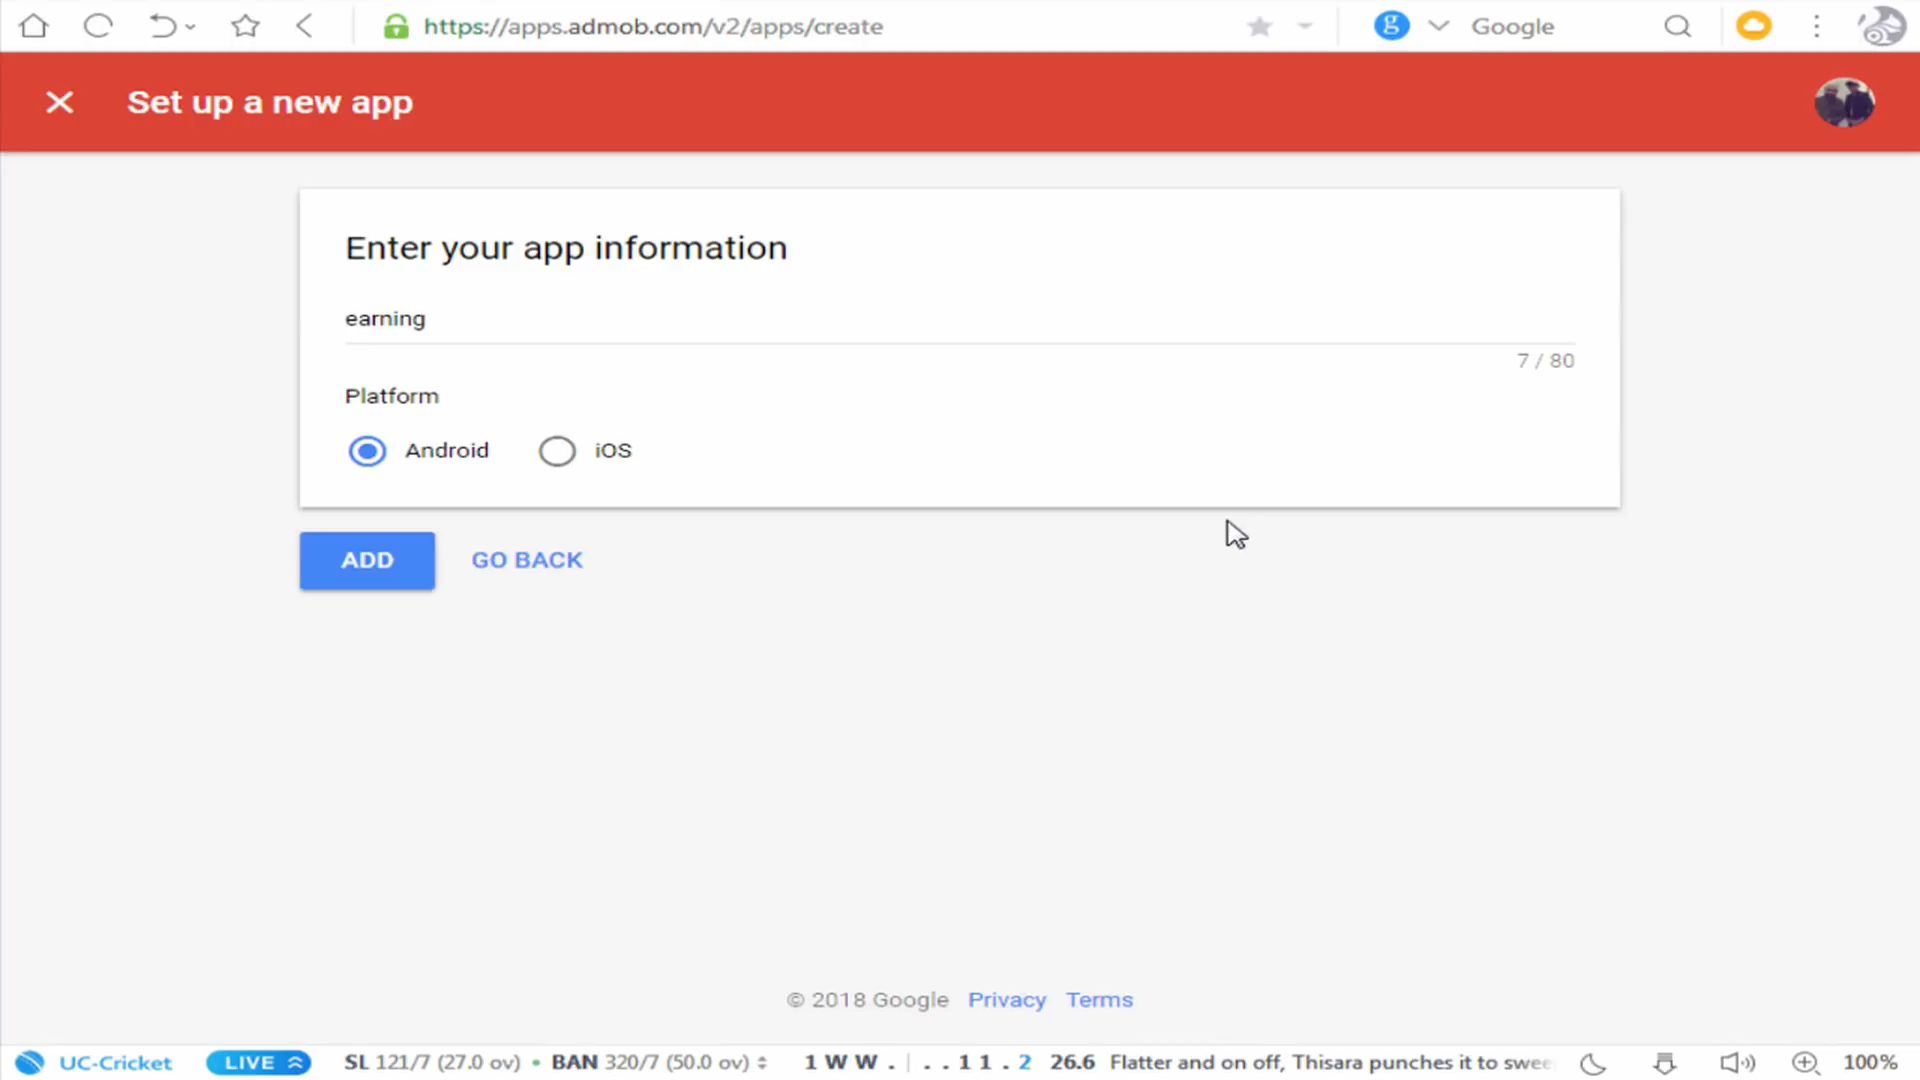 https://apps.admob.com/v2/apps/create
Google
Set up a new app
Enter your app information
earning
7 / 80
Platform
Android iOS
ADD GO BACK
© 2018 Google Privacy Terms
UC-Cricket LIVE SL 121/7 (27.0 ov) • BAN 320/7 (50.0 ov) 1 W W . | . . 1 1 . 2 26.6 Flatter and on off, Thisara punches it to swee 100%